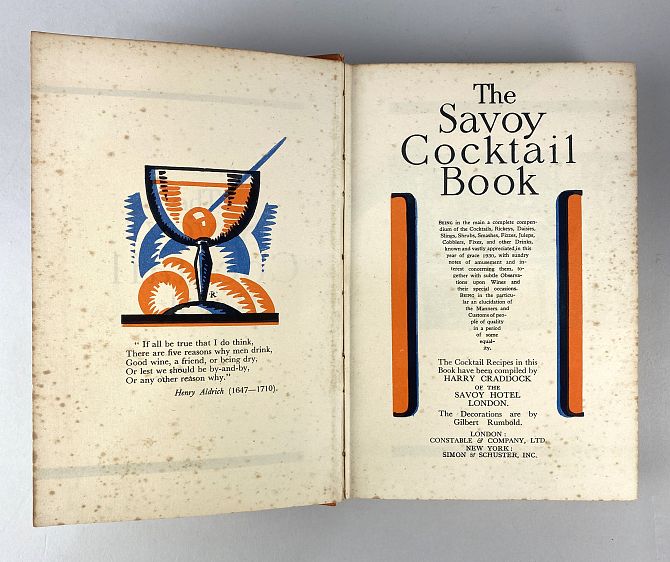 R
" If all be true that I do think,
There are five reasons why men drink,
Good wine, a friend, or being dry,
Or lest we should be by-and-by,
Or any other reason why."
Henry Aldrich (1647—1710).
The
Savoy
Cocktail
Book
BEING in the main a complete compen-
dium of the Cocktails, Rickeys, Daisies,
Slings, Shrubs, Smashes, Fizzes, Juleps,
Cobblers, Fixes, and other Drinks,
known and vastly appreciated in this
year of grace 1930, with sundry
notes of amusement and in-
terest concerning them, to-
gether with subtle Observa-
tions upon Wines and
their special occasions.
BEING in the particu-
lar an elucidation of
the Manners and
Customs of peo-
ple of quality
in a period
of some
equal-
ity.
The Cocktail Recipes in this
Book have been compiled by
HARRY CRADDOCK
OF THE
SAVOY HOTEL
LONDON.
The Decorations are by
Gilbert Rumbold.
LONDON :
CONSTABLE & COMPANY, LTD.
NEW YORK :
SIMON & SCHUSTER, INC.